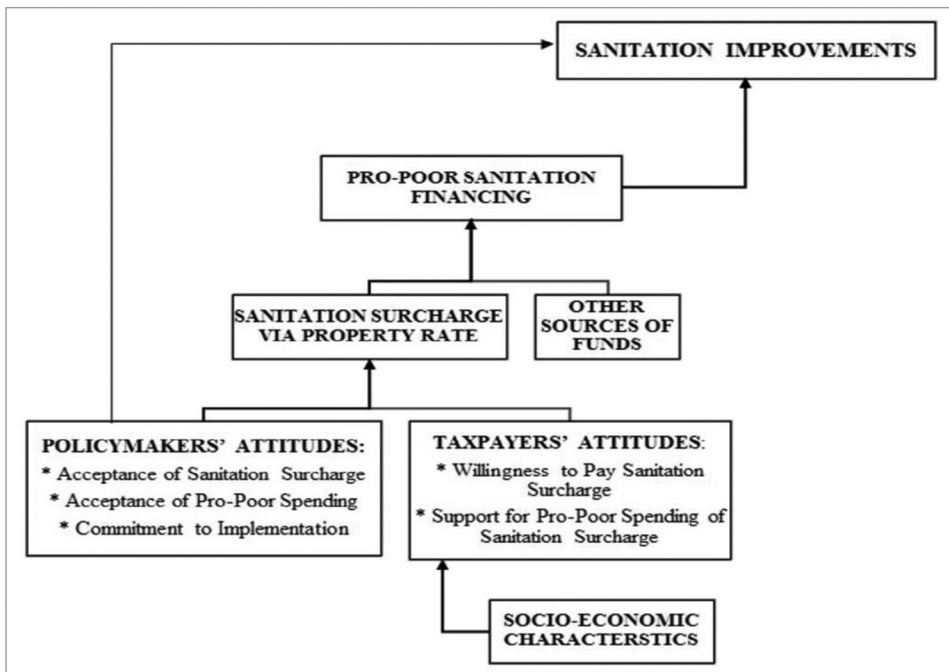 SANITATION IMPROVEMENTS
PRO-POOR SANITATION
FINANCING
SANITATION SURCHARGE
VIA PROPERTY RATE
OTHER
SOURCES OF
FUNDS
POLICYMAKERS' ATTITUDES:
* Acceptance of Sanitation Surcharge
* Acceptance of Pro-Poor Spending
* Commitment to Implementation
TAXPAYERS' ATTITUDES:
* Willingness to Pay Sanitation
Surcharge
* Support for Pro-Poor Spending of
Sanitation Surcharge
SOCIO-ECONOMIC
CHARACTERSTICS